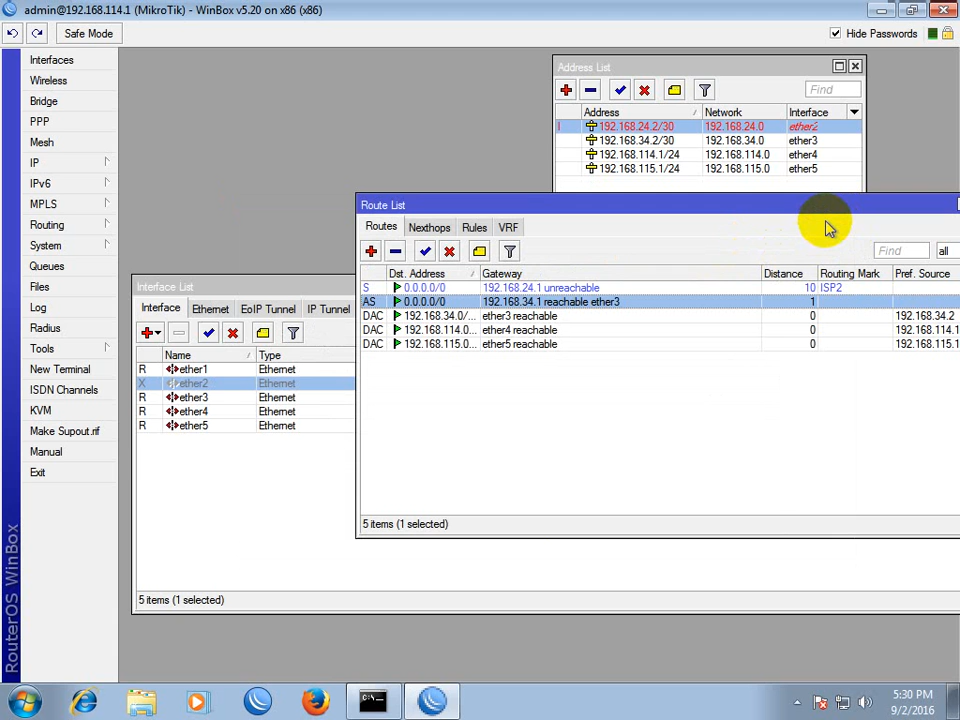 admin@192.168.114.1 (MikroTik) - WinBox v5.20 on x86 (x86)
Safe Mode
Hide Passwords
Interfaces
Wireless
Bridge
PPP
Mesh
IP
IPv6
MPLS
Routing
System
Queues
Files
Log
Radius
Tools
New Terminal
ISDN Channels
KVM
Make Supout.rif
Manual
Exit
RouterOS WinBox
Address List
Find
Address Network Interface
I 192.168.24.2/30 192.168.24.0 ether2
192.168.34.2/30 192.168.34.0 ether3
192.168.114.1/24 192.168.114.0 ether4
192.168.115.1/24 192.168.115.0 ether5
Route List
Routes Nexthops Rules VRF
Find all
Dst. Address Gateway Distance Routing Mark Pref. Source
S 0.0.0.0/0 192.168.24.1 unreachable 10 ISP2
AS 0.0.0.0/0 192.168.34.1 reachable ether3 1
DAC 192.168.34.0/... ether3 reachable 0 192.168.34.2
DAC 192.168.114.0... ether4 reachable 0 192.168.114.1
DAC 192.168.115.0... ether5 reachable 0 192.168.115.1
5 items (1 selected)
Interface List
Interface Ethernet EoIP Tunnel IP Tunnel
Name Type
R ether1 Ethernet
X ether2 Ethernet
R ether3 Ethernet
R ether4 Ethernet
R ether5 Ethernet
5 items (1 selected)
5:30 PM
9/2/2016